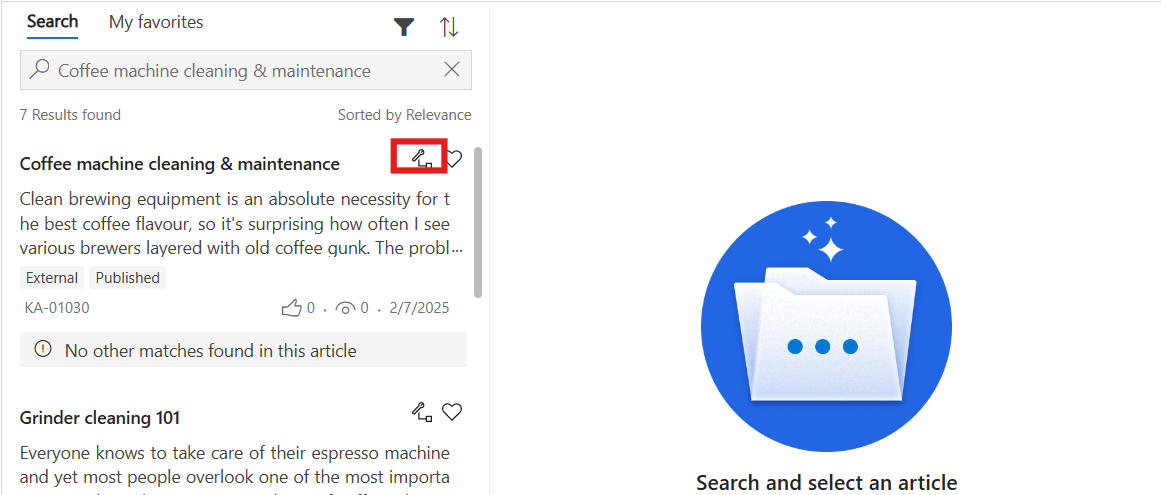 Search My favorites
Coffee machine cleaning & maintenance
7 Results found Sorted by Relevance
Coffee machine cleaning & maintenance
Clean brewing equipment is an absolute necessity for t
he best coffee flavour, so it's surprising how often I see
various brewers layered with old coffee gunk. The probl...
External Published
KA-01030 0 . 0 . 2/7/2025
No other matches found in this article
Grinder cleaning 101
Everyone knows to take care of their espresso machine
and yet most people overlook one of the most importa
Search and select an article